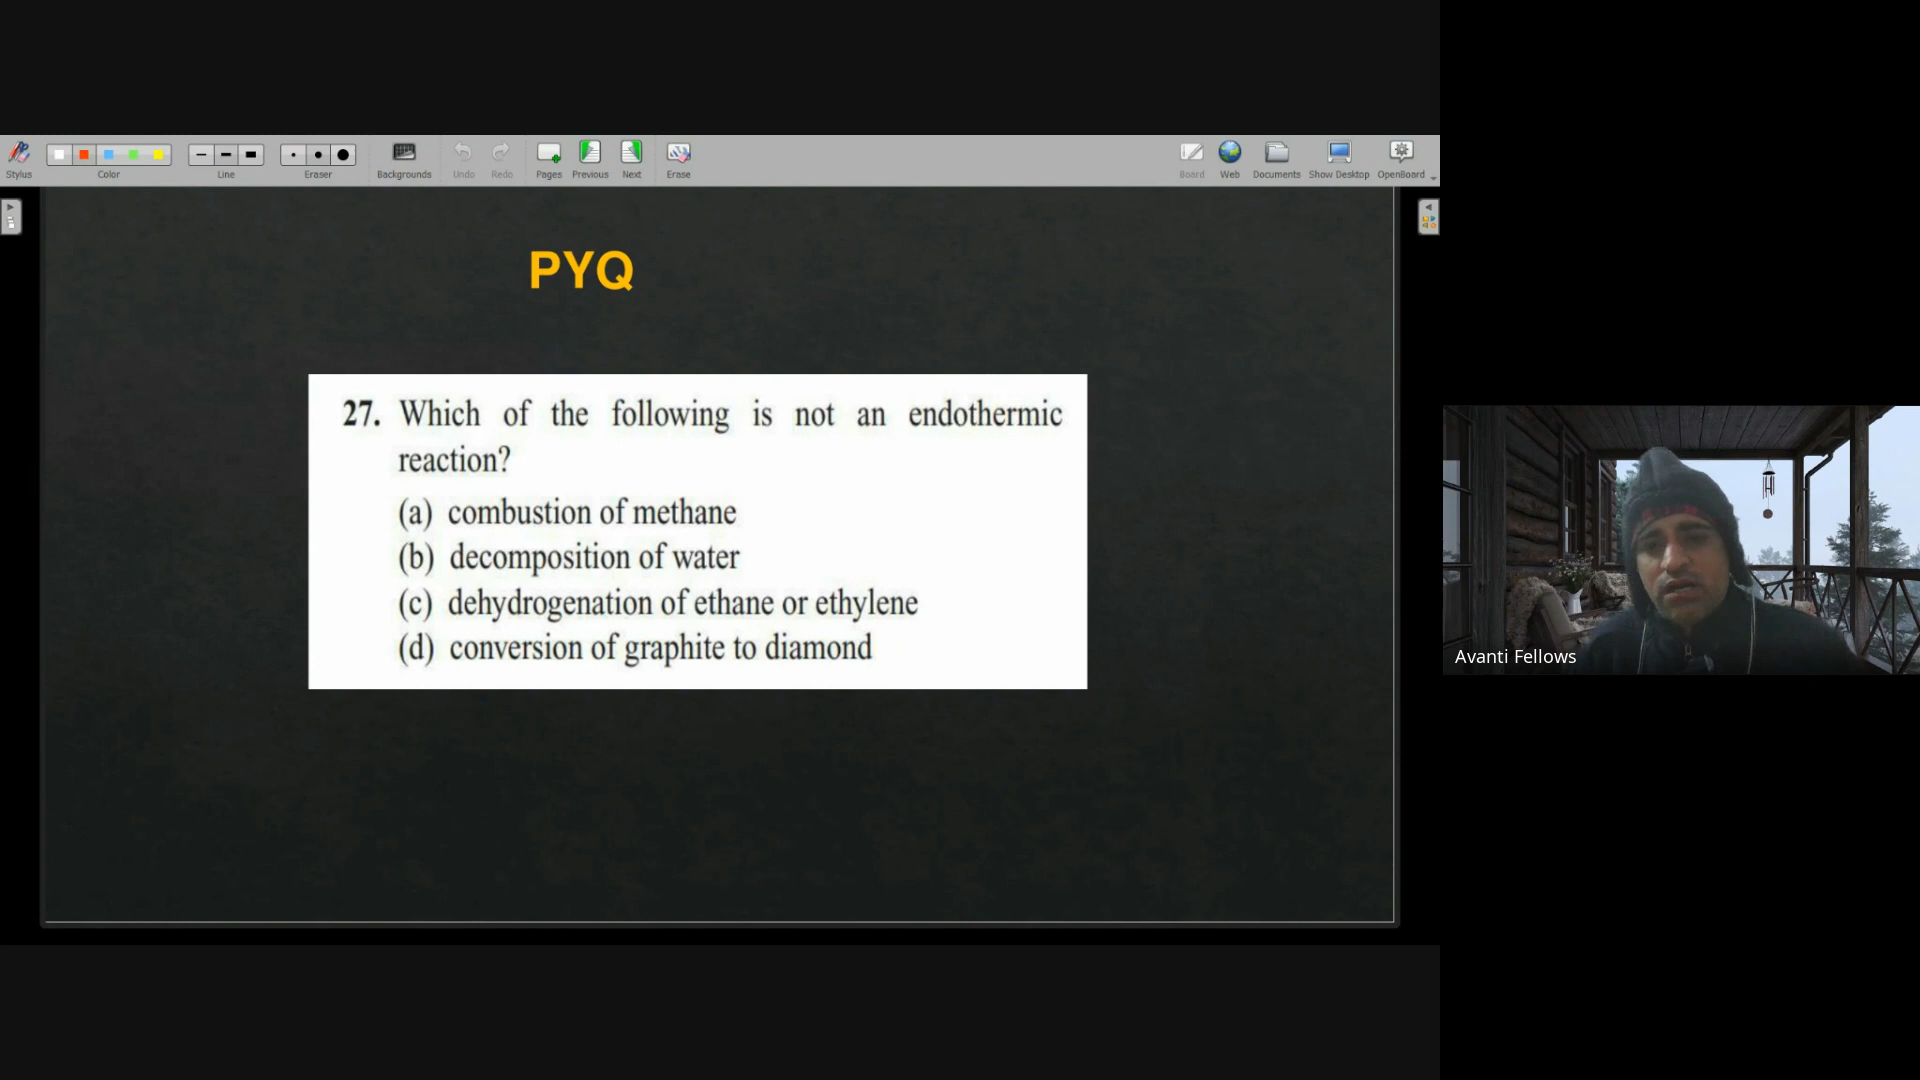 Stylus
Color
Line
Eraser
Backgrounds
Undo
Redo
Pages
Previous
Next
Erase
Board
Web
Documents
Show Desktop
OpenBoard
PYQ
27. Which of the following is not an endothermic
reaction?
(a) combustion of methane
(b) decomposition of water
(c) dehydrogenation of ethane or ethylene
(d) conversion of graphite to diamond
Avanti Fellows